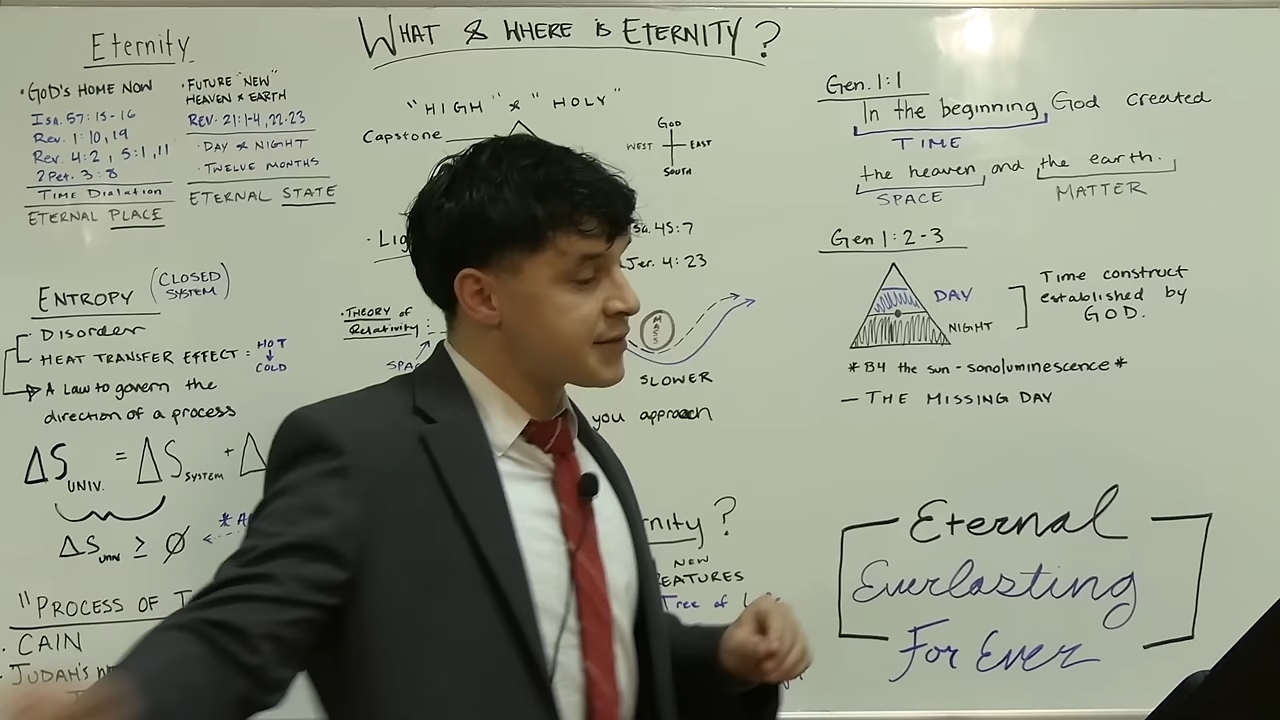 WHAT & WHERE IS ETERNITY?
Eternity
• GOD'S HOME NOW
Isa. 57:15-16
Rev. 1:10, 19
Rev. 4:2, 5:1, 11
2 Pet. 3:8
TIME Dialation
ETERNAL PLACE
• FUTURE "NEW"
HEAVEN & EARTH
REV. 21:1-4, 22-23
• DAY & NIGHT
• TWELVE MONTHS
ETERNAL STATE
ENTROPY (CLOSED
SYSTEM)
Disorder
HEAT TRANSFER EFFECT: HOT
COLD
A Law to govern the
direction of a process
ΔS UNIV. = ΔS SYSTEM + Δ
ΔS UNIV ≥ Ø
"PROCESS OF
• CAIN
• JUDAH'S
"HIGH" & "HOLY"
Capstone
GOD
WEST EAST
SOUTH
45:7
Jer. 4:23
• THEORY of
Relativity:
MASS
SLOWER
you approach
?
NEW
Tree of
Gen. 1:1
In the beginning, God created
TIME
the heaven, and the earth.
SPACE MATTER
Gen 1:2-3
DAY
NIGHT
Time construct
established by
GOD.
*B4 the sun - sonoluminescence*
— THE MISSING DAY
Eternal
Everlasting
For Ever